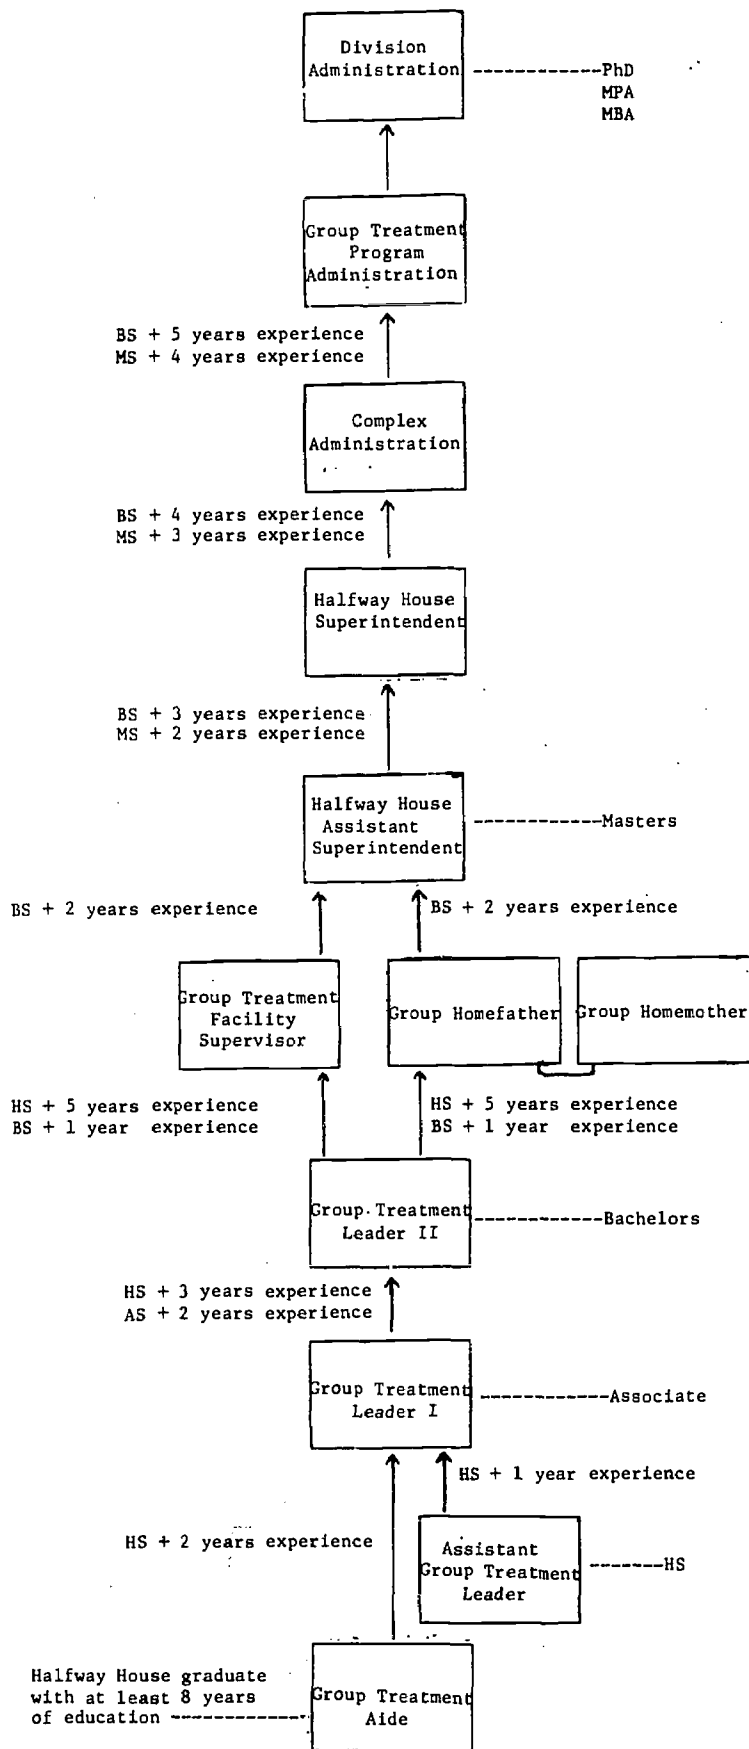 Division
Administration
-----------PhD
MPA
MBA
Group Treatment
Program
Administration
BS + 5 years experience
MS + 4 years experience
Complex
Administration
BS + 4 years experience
MS + 3 years experience
Halfway House
Superintendent
BS + 3 years experience
MS + 2 years experience
Halfway House
Assistant
Superintendent
-----------Masters
BS + 2 years experience
BS + 2 years experience
Group Treatment
Facility
Supervisor
Group Homefather
Group Homemother
HS + 5 years experience
BS + 1 year experience
HS + 5 years experience
BS + 1 year experience
Group Treatment
Leader II
-----------Bachelors
HS + 3 years experience
AS + 2 years experience
Group Treatment
Leader I
-----------Associate
HS + 1 year experience
HS + 2 years experience
Assistant
Group Treatment
Leader
-------HS
Halfway House graduate
with at least 8 years
of education -----------
Group Treatment
Aide